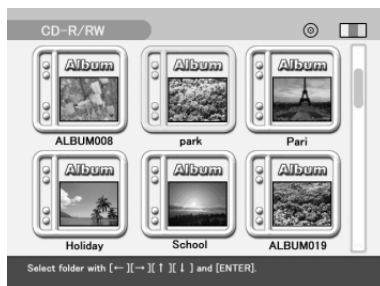 CD-R/RW
Album Album Album
ALBUM008 park Pari
Album Album Album
Holiday School ALBUM019
Select folder with [←][→][↑][↓] and [ENTER].